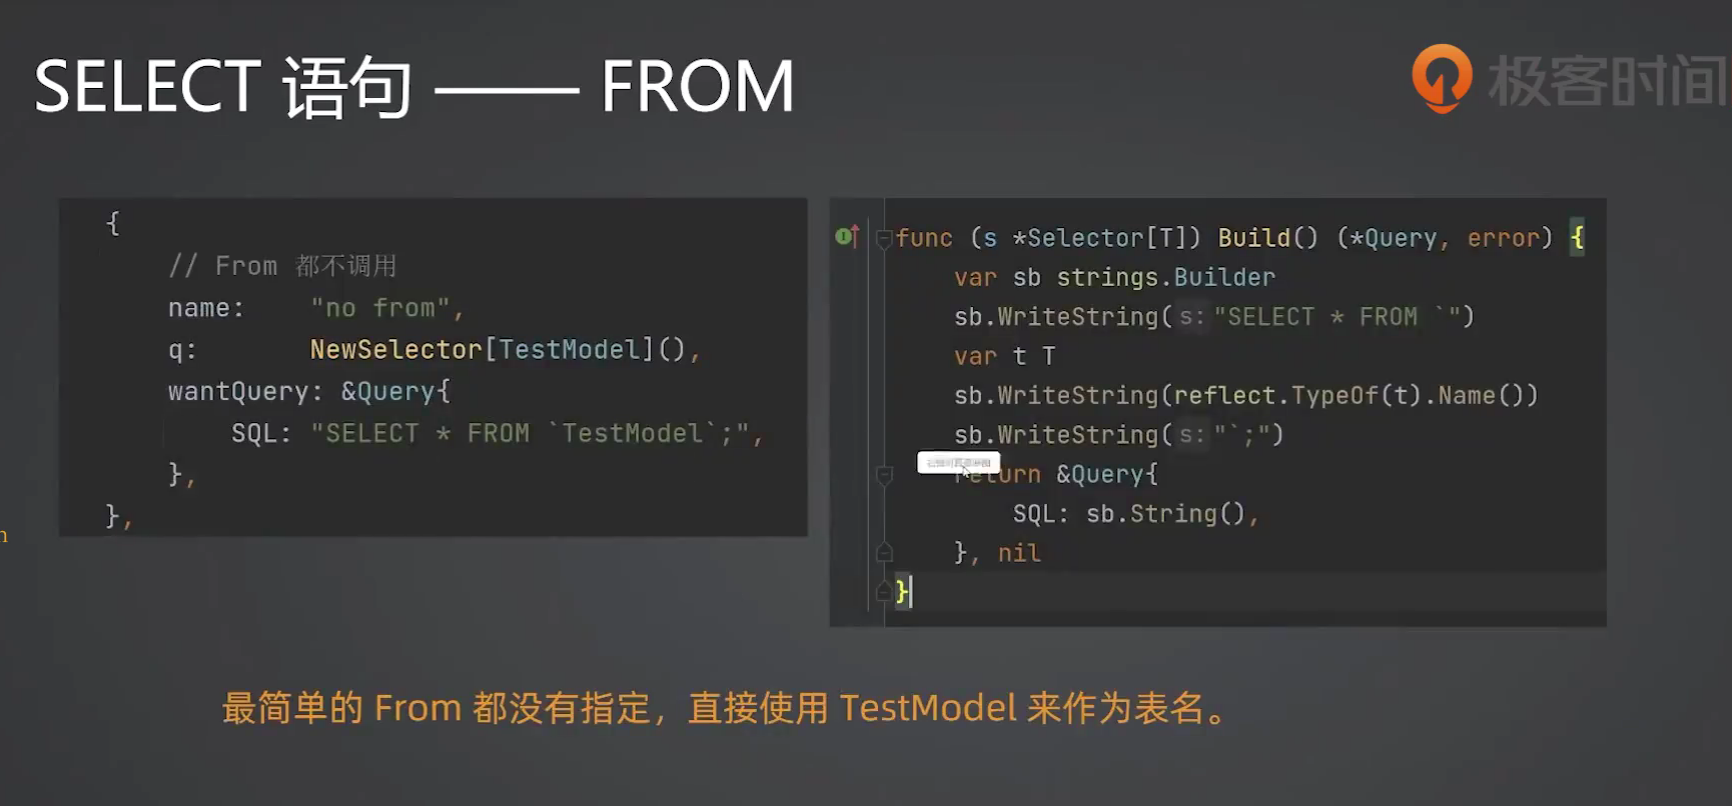 SELECT 语句 —— FROM
极客时间
{
// From 都不调用
name: "no from",
q: NewSelector[TestModel](),
wantQuery: &Query{
SQL: "SELECT * FROM `TestModel`;",
},
},
func (s *Selector[T]) Build() (*Query, error) {
var sb strings.Builder
sb.WriteString( s: "SELECT * FROM `")
var t T
sb.WriteString(reflect.TypeOf(t).Name())
sb.WriteString( s: "`;")
return &Query{
SQL: sb.String(),
}, nil
}
最简单的 From 都没有指定，直接使用 TestModel 来作为表名。